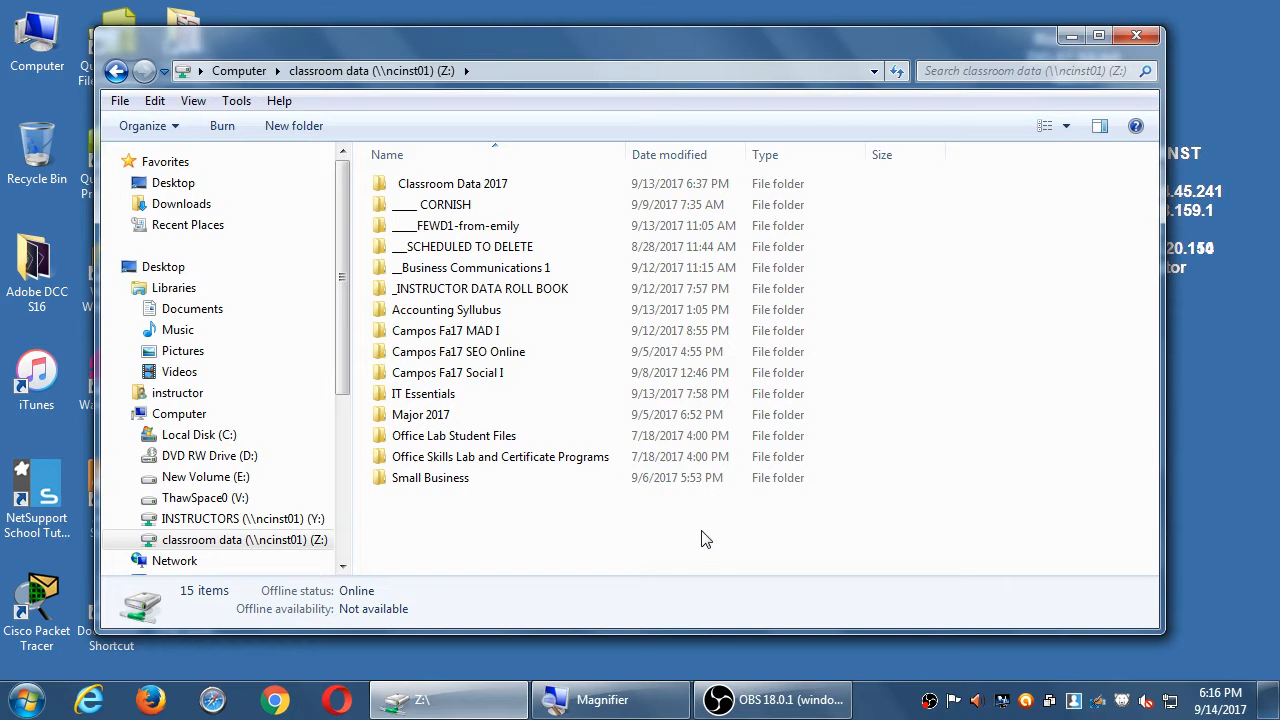 Computer
Recycle Bin
Adobe DCC
S16
iTunes
NetSupport
School Tut...
Cisco Packet
Tracer
Shortcut
Computer
classroom data (\\ncinst01) (Z:)
Search classroom data (\\ncinst01) (Z:)
File Edit View Tools Help
Organize Burn New folder
Favorites
Desktop
Downloads
Recent Places
Desktop
Libraries
Documents
Music
Pictures
Videos
instructor
Computer
Local Disk (C:)
DVD RW Drive (D:)
New Volume (E:)
ThawSpace0 (V:)
INSTRUCTORS (\\ncinst01) (Y:)
classroom data (\\ncinst01) (Z:)
Network
Name Date modified Type Size
Classroom Data 2017 9/13/2017 6:37 PM File folder
____ CORNISH 9/9/2017 7:35 AM File folder
____FEWD1-from-emily 9/13/2017 11:05 AM File folder
__SCHEDULED TO DELETE 8/28/2017 11:44 AM File folder
__Business Communications 1 9/12/2017 11:15 AM File folder
_INSTRUCTOR DATA ROLL BOOK 9/12/2017 7:57 PM File folder
Accounting Syllabus 9/13/2017 1:05 PM File folder
Campos Fa17 MAD I 9/12/2017 8:55 PM File folder
Campos Fa17 SEO Online 9/5/2017 4:55 PM File folder
Campos Fa17 Social I 9/8/2017 12:46 PM File folder
IT Essentials 9/13/2017 7:58 PM File folder
Major 2017 9/5/2017 6:52 PM File folder
Office Lab Student Files 7/18/2017 4:00 PM File folder
Office Skills Lab and Certificate Programs 7/18/2017 4:00 PM File folder
Small Business 9/6/2017 5:53 PM File folder
15 items Offline status: Online
Offline availability: Not available
NST
.45.241
.159.1
tor
Z:\
Magnifier
OBS 18.0.1 (windo...
6:16 PM
9/14/2017